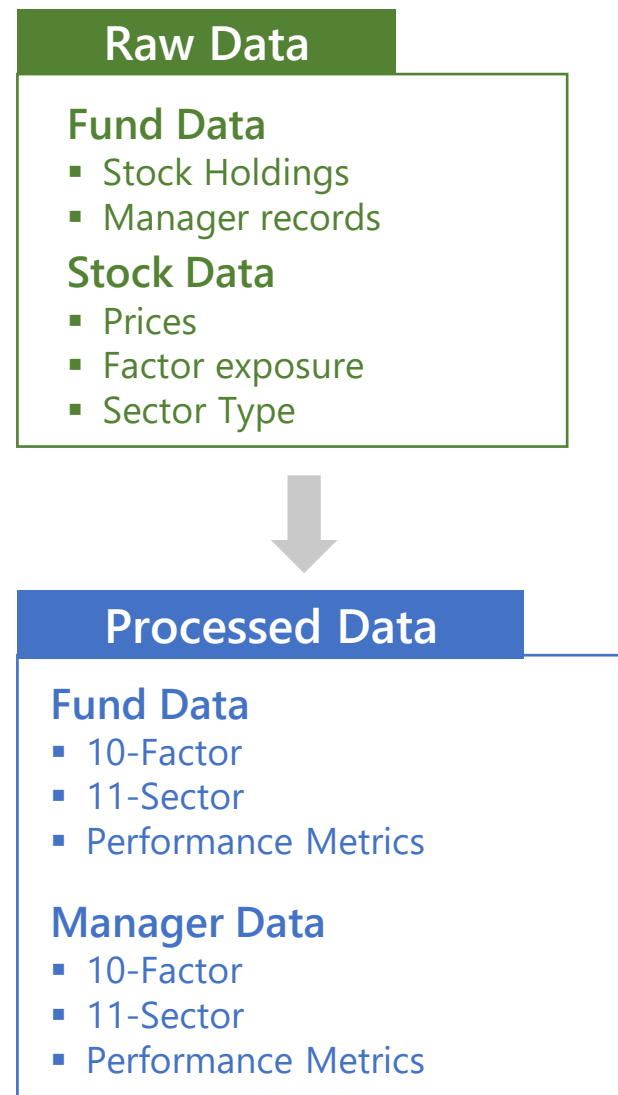 Raw Data
Fund Data
▪ Stock Holdings
▪ Manager records
Stock Data
▪ Prices
▪ Factor exposure
▪ Sector Type
Processed Data
Fund Data
▪ 10-Factor
▪ 11-Sector
▪ Performance Metrics
Manager Data
▪ 10-Factor
▪ 11-Sector
▪ Performance Metrics